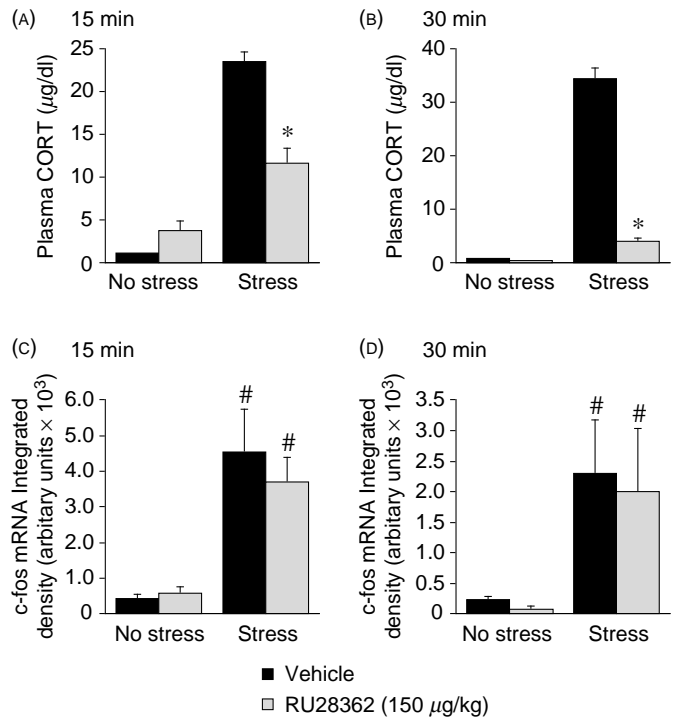 (A) 15 min
Plasma CORT (μg/dl)
25
20
15
10
5
0
*
No stress Stress
(B) 30 min
Plasma CORT (μg/dl)
40
30
20
10
0
*
No stress Stress
(C) 15 min
c-fos mRNA Integrated
density (arbitary units × 10³)
6.0
5.0
4.0
3.0
2.0
1.0
0
# #
No stress Stress
(D) 30 min
c-fos mRNA Integrated
density (arbitary units × 10³)
3.5
3.0
2.5
2.0
1.5
1.0
0.5
0
# #
No stress Stress
Vehicle
RU28362 (150 μg/kg)